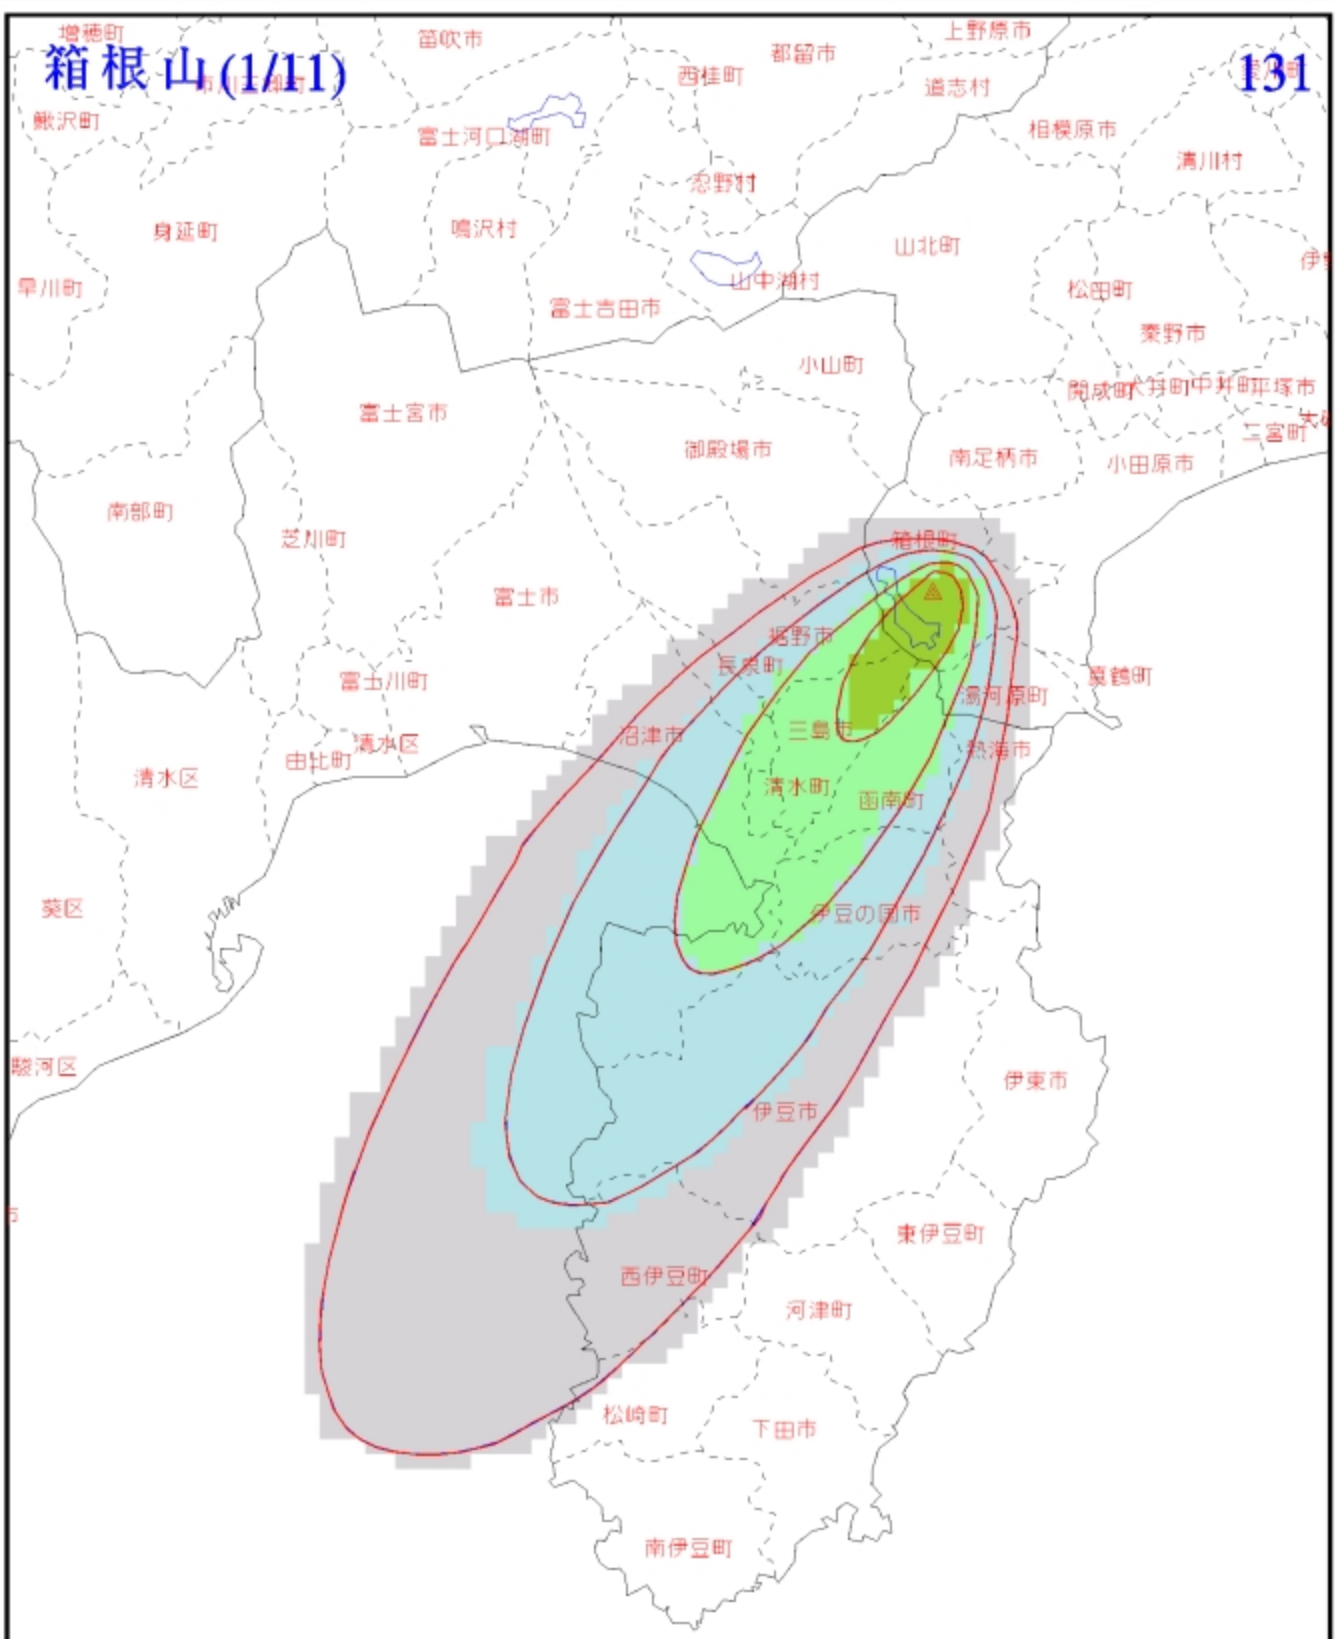 増穂町
笛吹市
上野原市
箱根山(1/11)
131
都留市
西桂町
道志村
鰍沢町
富士河口湖町
相模原市
清川村
忍野村
身延町
鳴沢村
山北町
早川町
山中湖村
松田町
富士吉田市
秦野市
小山町
開成町
大井町
中井町
平塚市
富士宮市
二宮町
御殿場市
南足柄市
小田原市
南部町
芝川町
箱根町
富士市
裾野市
長泉町
富士川町
真鶴町
湯河原町
三島市
沼津市
清水区
熱海市
由比町
清水区
清水町
函南町
葵区
伊豆の国市
駿河区
伊東市
伊豆市
東伊豆町
西伊豆町
河津町
松崎町
下田市
南伊豆町